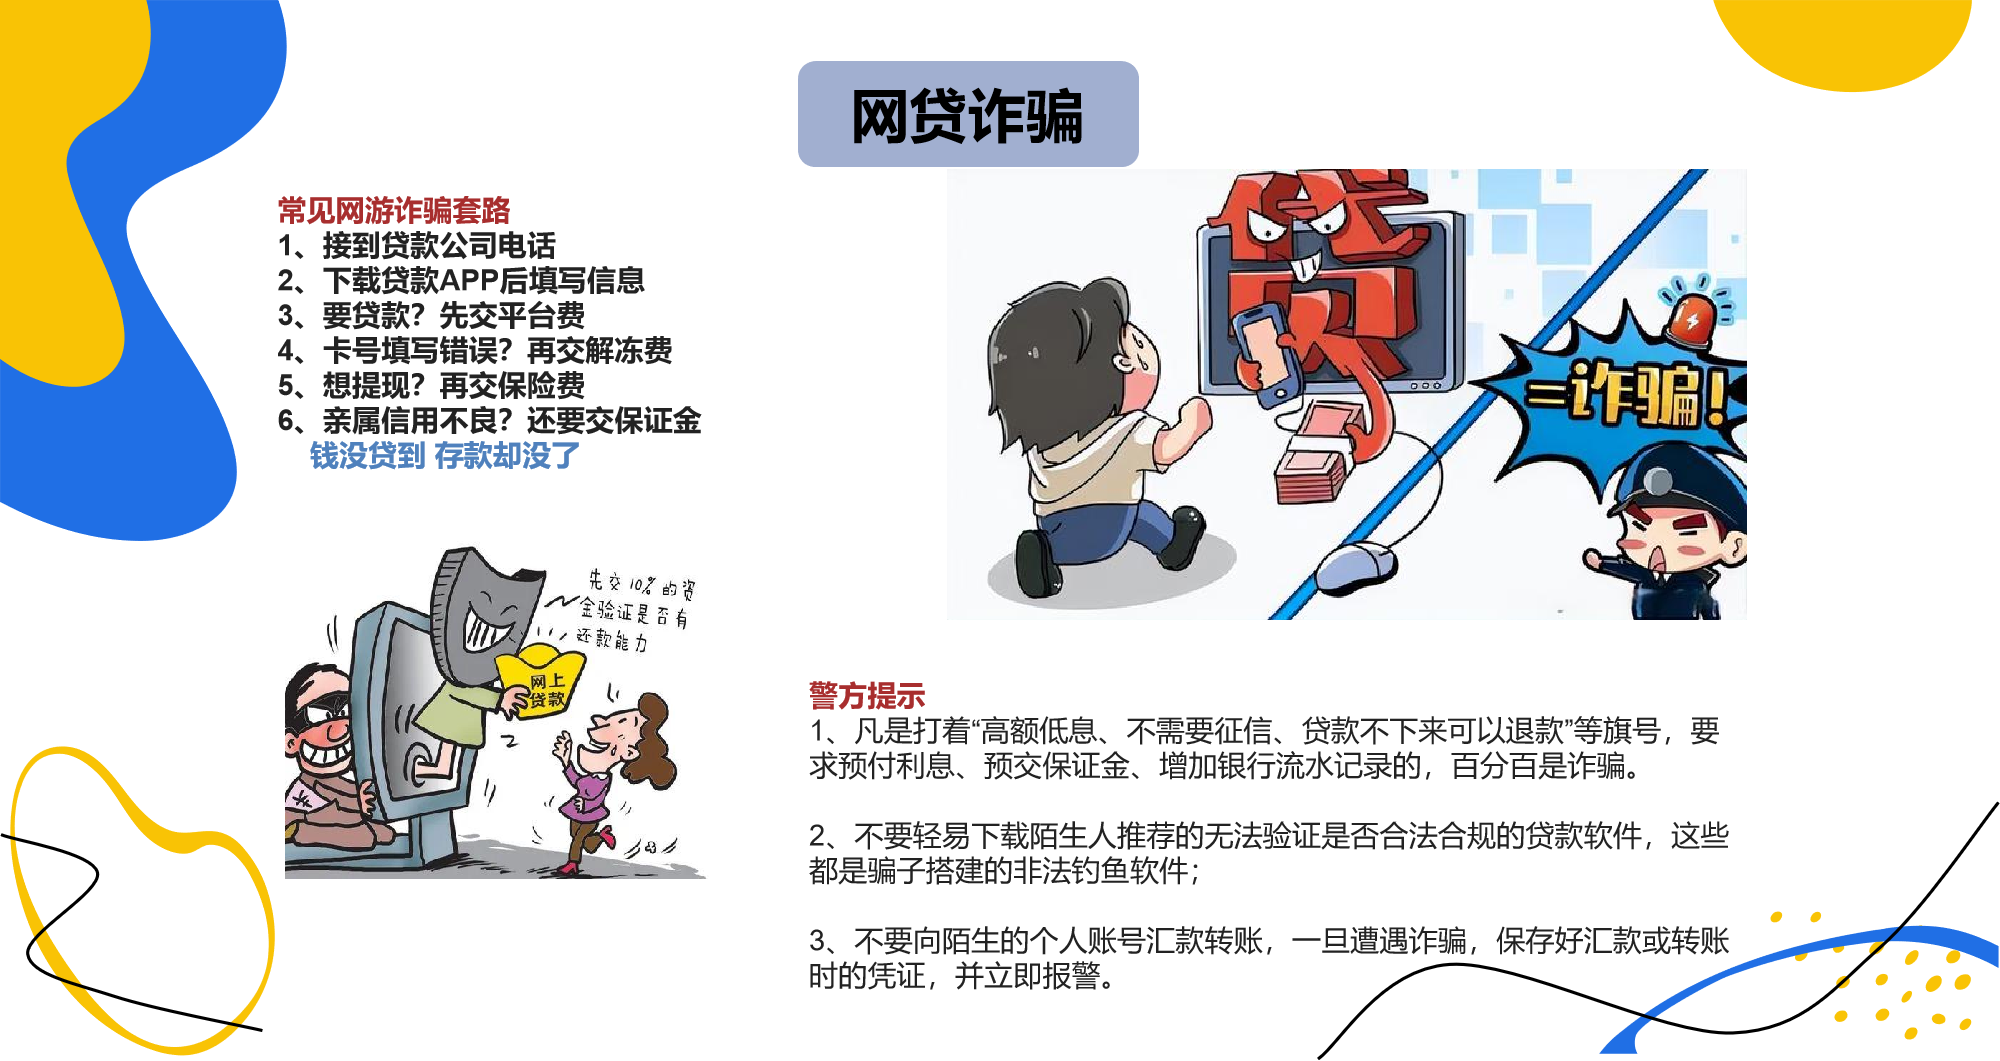 网贷诈骗
常见网游诈骗套路
1、接到贷款公司电话
2、下载贷款APP后填写信息
3、要贷款？先交平台费
4、卡号填写错误？再交解冻费
5、想提现？再交保险费
6、亲属信用不良？还要交保证金
钱没贷到 存款却没了
贷
=诈骗！
先交10%的资
金验证是否有
还款能力
网上
贷款
警方提示
1、凡是打着“高额低息、不需要征信、贷款不下来可以退款”等旗号，要
求预付利息、预交保证金、增加银行流水记录的，百分百是诈骗。
2、不要轻易下载陌生人推荐的无法验证是否合法合规的贷款软件，这些
都是骗子搭建的非法钓鱼软件；
3、不要向陌生的个人账号汇款转账，一旦遭遇诈骗，保存好汇款或转账
时的凭证，并立即报警。